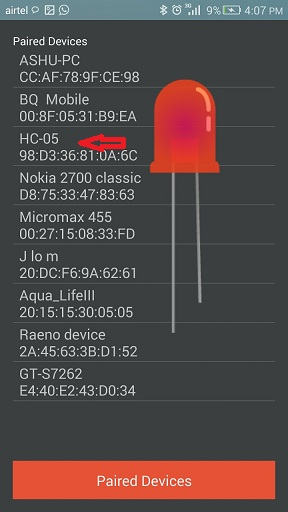 airtel 3G 9% 4:07 PM
Paired Devices
ASHU-PC
CC:AF:78:9F:CE:98
BQ Mobile
00:8F:05:31:B9:EA
HC-05
98:D3:36:81:0A:6C
Nokia 2700 classic
D8:75:33:47:83:63
Micromax 455
00:27:15:08:33:FD
J lo m
20:DC:F6:9A:62:61
Aqua_LifeIII
20:15:15:30:05:05
Raeno device
2A:45:63:3B:D1:52
GT-S7262
E4:40:E2:43:D0:34
Paired Devices